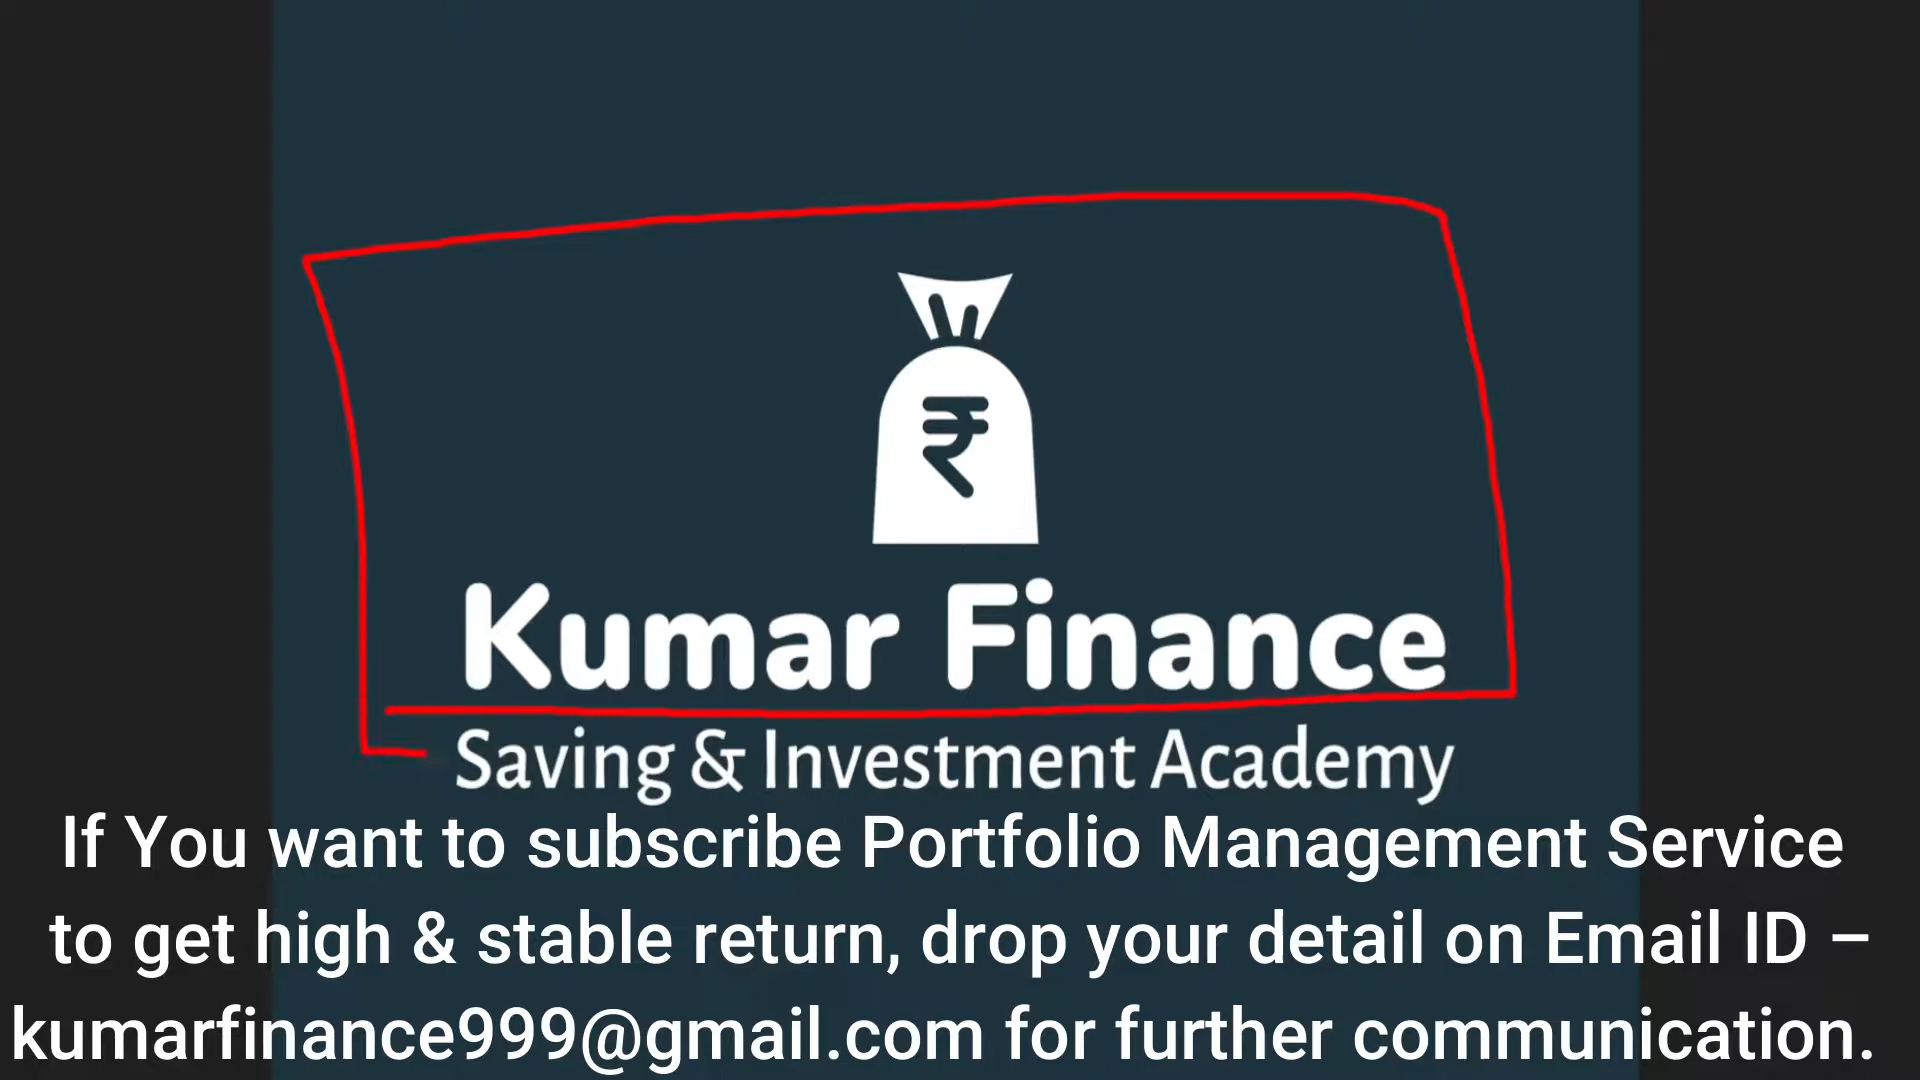 ₹
Kumar Finance
Saving & Investment Academy
If You want to subscribe Portfolio Management Service
to get high & stable return, drop your detail on Email ID –
kumarfinance999@gmail.com for further communication.